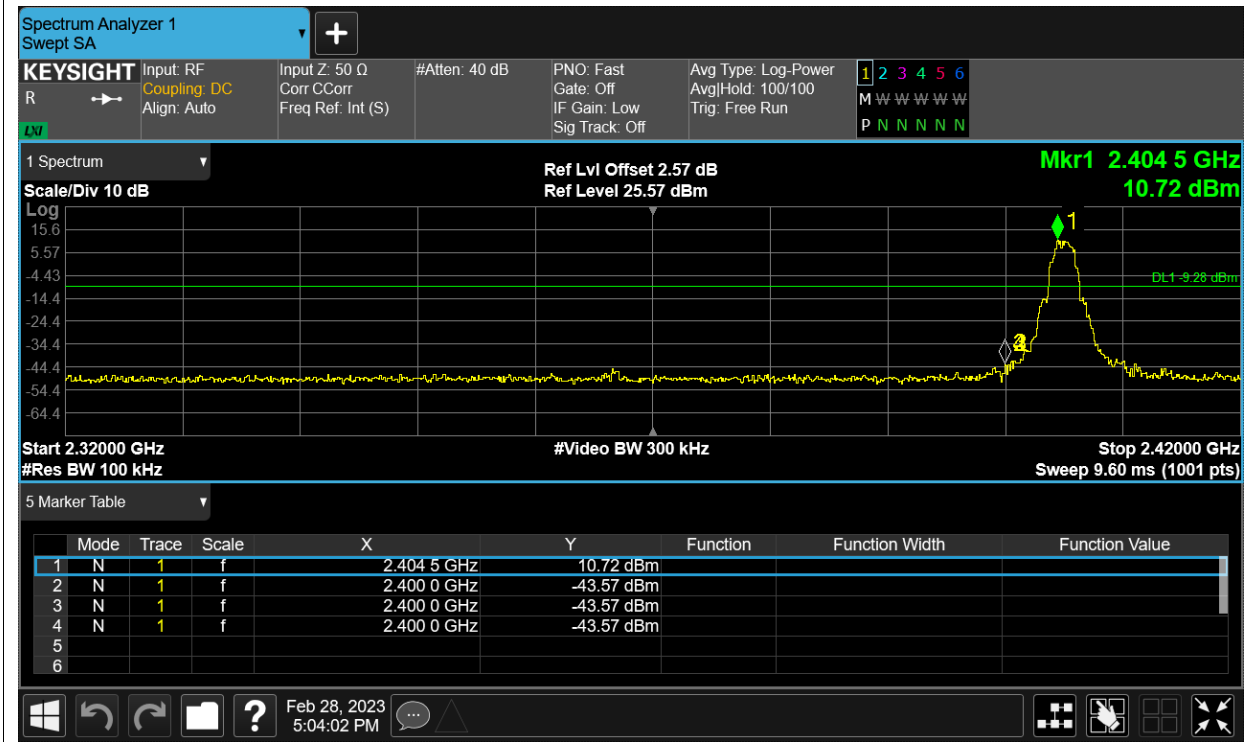 Spectrum Analyzer 1
Swept SA
KEYSIGHT Input: RF Input Z: 50 Ω #Atten: 40 dB PNO: Fast Avg Type: Log-Power 1 2 3 4 5 6
R Coupling: DC Corr CCorr Gate: Off Avg|Hold: 100/100 M W W W W W
Align: Auto Freq Ref: Int (S) IF Gain: Low Trig: Free Run
LXI Sig Track: Off P N N N N N
1 Spectrum Ref Lvl Offset 2.57 dB Mkr1 2.404 5 GHz
Scale/Div 10 dB Ref Level 25.57 dBm 10.72 dBm
Log
1
15.6
5.57
-4.43 DL1 -9.28 dBm
-14.4
-24.4
-34.4
-44.4
-54.4
-64.4
Start 2.32000 GHz #Video BW 300 kHz Stop 2.42000 GHz
#Res BW 100 kHz Sweep 9.60 ms (1001 pts)
5 Marker Table
Mode Trace Scale X Y Function Function Width Function Value
1 N 1 f 2.404 5 GHz 10.72 dBm
2 N 1 f 2.400 0 GHz -43.57 dBm
3 N 1 f 2.400 0 GHz -43.57 dBm
4 N 1 f 2.400 0 GHz -43.57 dBm
5
6
? Feb 28, 2023
5:04:02 PM